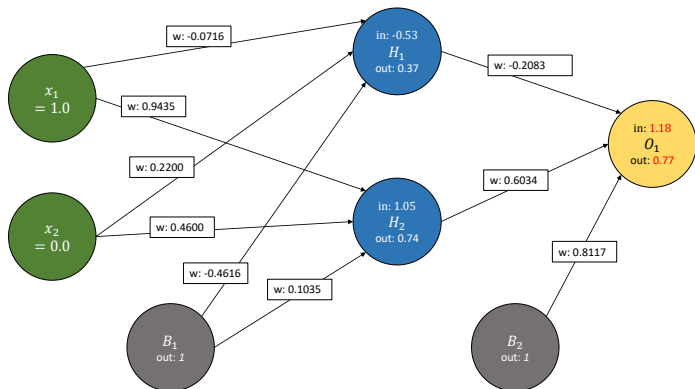 w: -0.0716
in: -0.53
H₁
out: 0.37
w: -0.2083
x₁
= 1.0
w: 0.9435
in: 1.18
O₁
out: 0.77
w: 0.2200
w: 0.6034
x₂
= 0.0
w: 0.4600
in: 1.05
H₂
out: 0.74
w: 0.8117
w: -0.4616
w: 0.1035
B₁
out: 1
B₂
out: 1